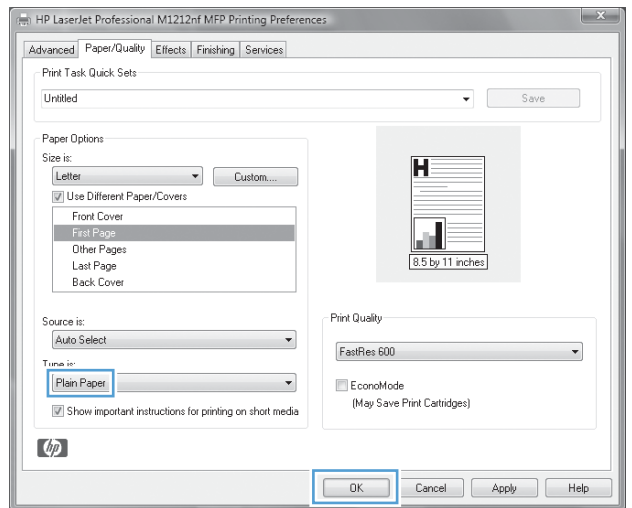 HP LaserJet Professional M1212nf MFP Printing Preferences
X
Advanced Paper/Quality Effects Finishing Services
Print Task Quick Sets
Untitled
Save
Paper Options
Size is:
Letter
Custom....
Use Different Paper/Covers
Front Cover
First Page
Other Pages
Last Page
Back Cover
Source is:
Auto Select
Type is:
Plain Paper
Show important instructions for printing on short media
H
8.5 by 11 inches
Print Quality
FastRes 600
EconoMode
(May Save Print Cartridges)
hp
OK Cancel Apply Help